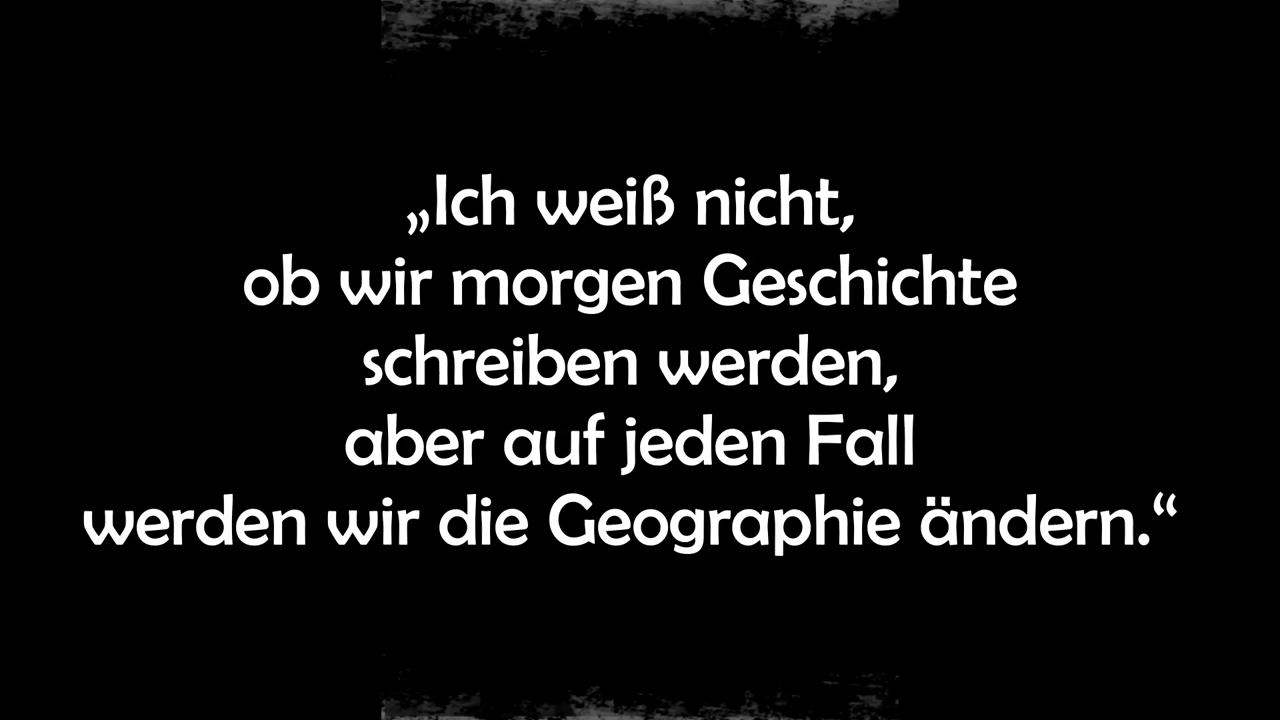 „Ich weiß nicht,
ob wir morgen Geschichte
schreiben werden,
aber auf jeden Fall
werden wir die Geographie ändern.“